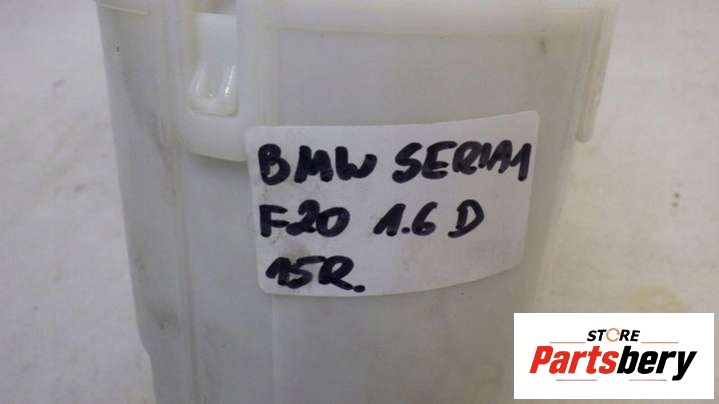 BMW SERIA1
F20 1.6 D
15R.
STORE
Partsbery